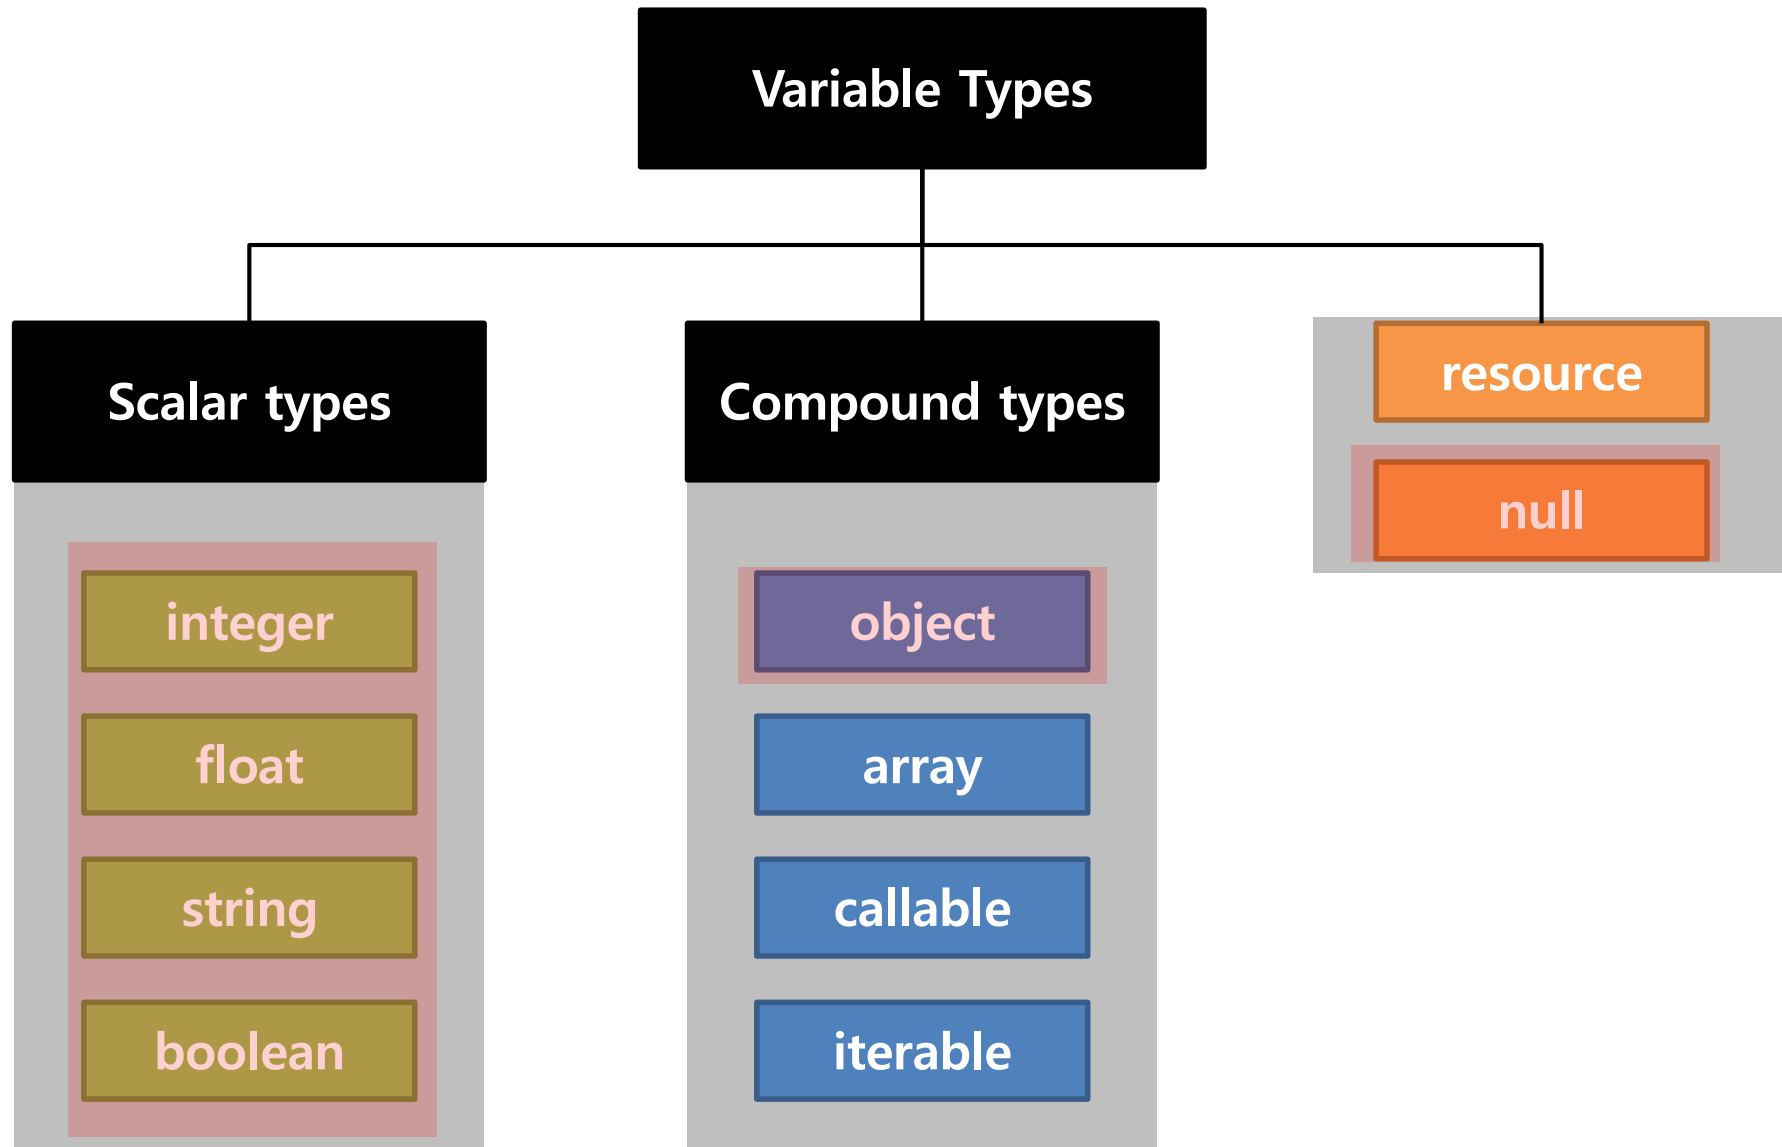 Variable Types
Scalar types
integer
float
string
boolean
Compound types
object
array
callable
iterable
resource
null